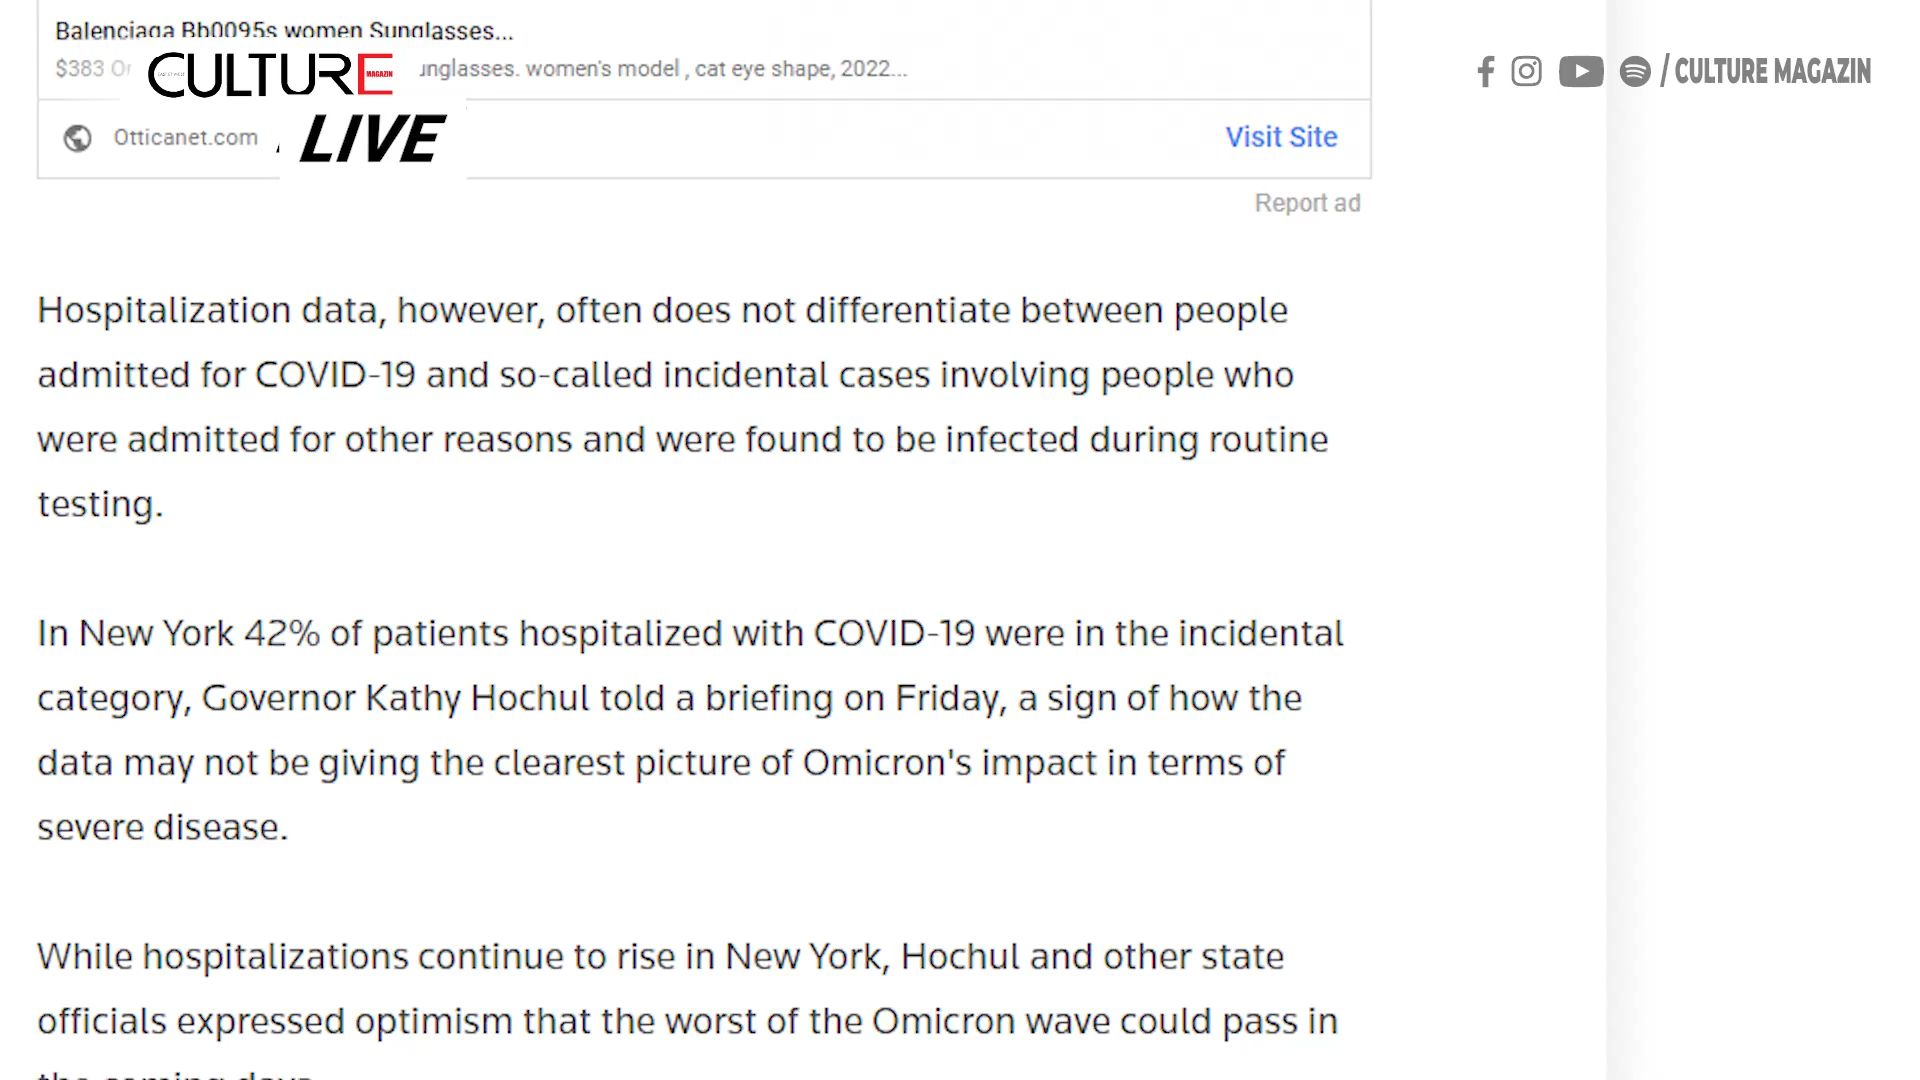 Balenciaga Bb0095s women Sunglasses...
$383 unglasses. women's model , cat eye shape, 2022...
CULTURE MAGAZIN
LIVE
/ CULTURE MAGAZIN
Otticanet.com
Visit Site
Report ad
Hospitalization data, however, often does not differentiate between people
admitted for COVID-19 and so-called incidental cases involving people who
were admitted for other reasons and were found to be infected during routine
testing.
In New York 42% of patients hospitalized with COVID-19 were in the incidental
category, Governor Kathy Hochul told a briefing on Friday, a sign of how the
data may not be giving the clearest picture of Omicron's impact in terms of
severe disease.
While hospitalizations continue to rise in New York, Hochul and other state
officials expressed optimism that the worst of the Omicron wave could pass in
the coming days.